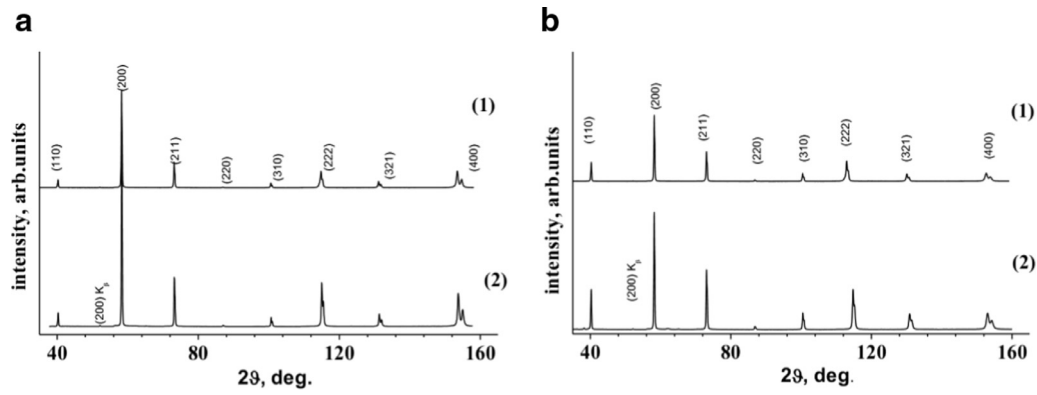 a
b
(200)
(1)
(110)
(211)
(220)
(310)
(222)
(321)
(400)
(200) Kβ
(2)
intensity, arb.units
40 80 120 160
2ϑ, deg.
(200)
(1)
(110)
(211)
(220)
(310)
(222)
(321)
(400)
(200) Kβ
(2)
intensity, arb.units
40 80 120 160
2ϑ, deg.